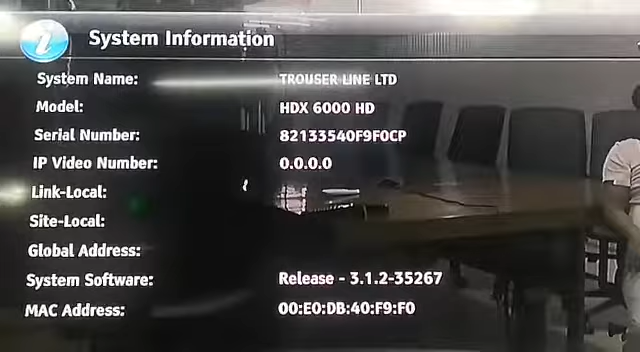 System Information
System Name: TROUSER LINE LTD
Model: HDX 6000 HD
Serial Number: 82133540F9F0CP
IP Video Number: 0.0.0.0
Link-Local:
Site-Local:
Global Address:
System Software: Release - 3.1.2-35267
MAC Address: 00:E0:DB:40:F9:F0